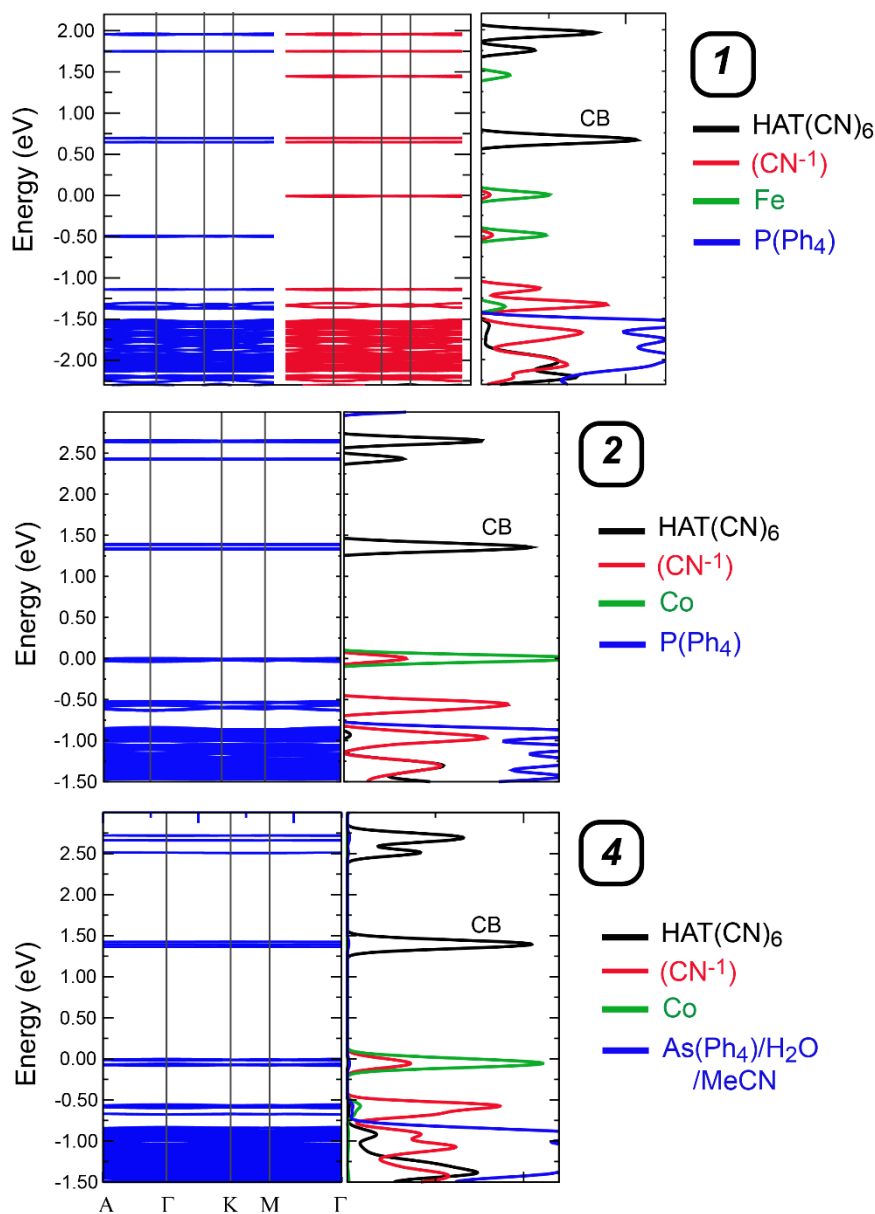 1
2.00
1.50
1.00
0.50
0.00
-0.50
-1.00
-1.50
-2.00
Energy (eV)
CB
HAT(CN)6
(CN-1)
Fe
P(Ph4)
2
2.50
2.00
1.50
1.00
0.50
0.00
-0.50
-1.00
-1.50
Energy (eV)
CB
HAT(CN)6
(CN-1)
Co
P(Ph4)
4
2.50
2.00
1.50
1.00
0.50
0.00
-0.50
-1.00
-1.50
Energy (eV)
CB
HAT(CN)6
(CN-1)
Co
As(Ph4)/H2O
/MeCN
A Γ K M Γ